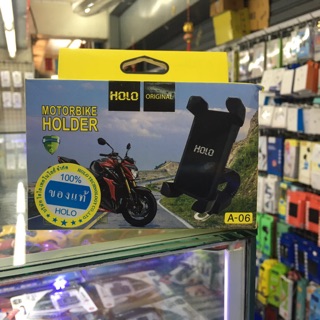 HOLO
ORIGINAL
MOTORBIKE
HOLDER
HOLO
100%
ของแท้
HOLO
A-06